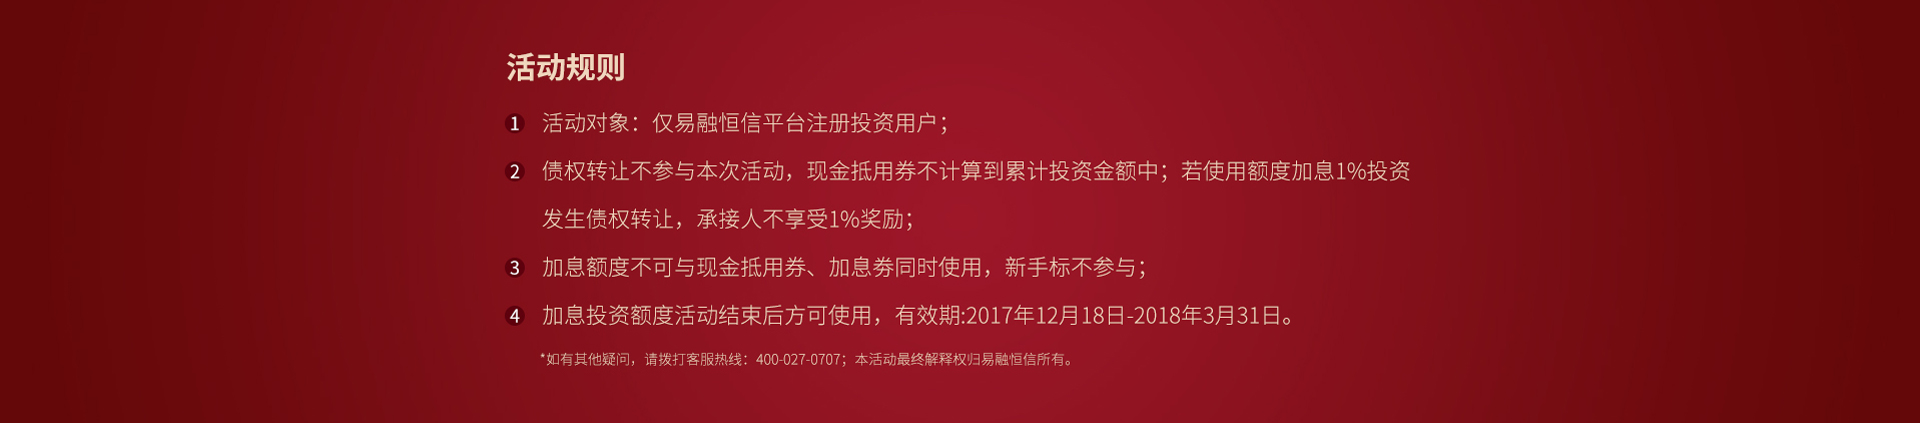 活动规则
1 活动对象：仅易融恒信平台注册投资用户；
2 债权转让不参与本次活动，现金抵用券不计算到累计投资金额中；若使用额度加息1%投资
发生债权转让，承接人不享受1%奖励；
3 加息额度不可与现金抵用券、加息劵同时使用，新手标不参与；
4 加息投资额度活动结束后方可使用，有效期:2017年12月18日-2018年3月31日。
*如有其他疑问，请拨打客服热线：400-027-0707；本活动最终解释权归易融恒信所有。